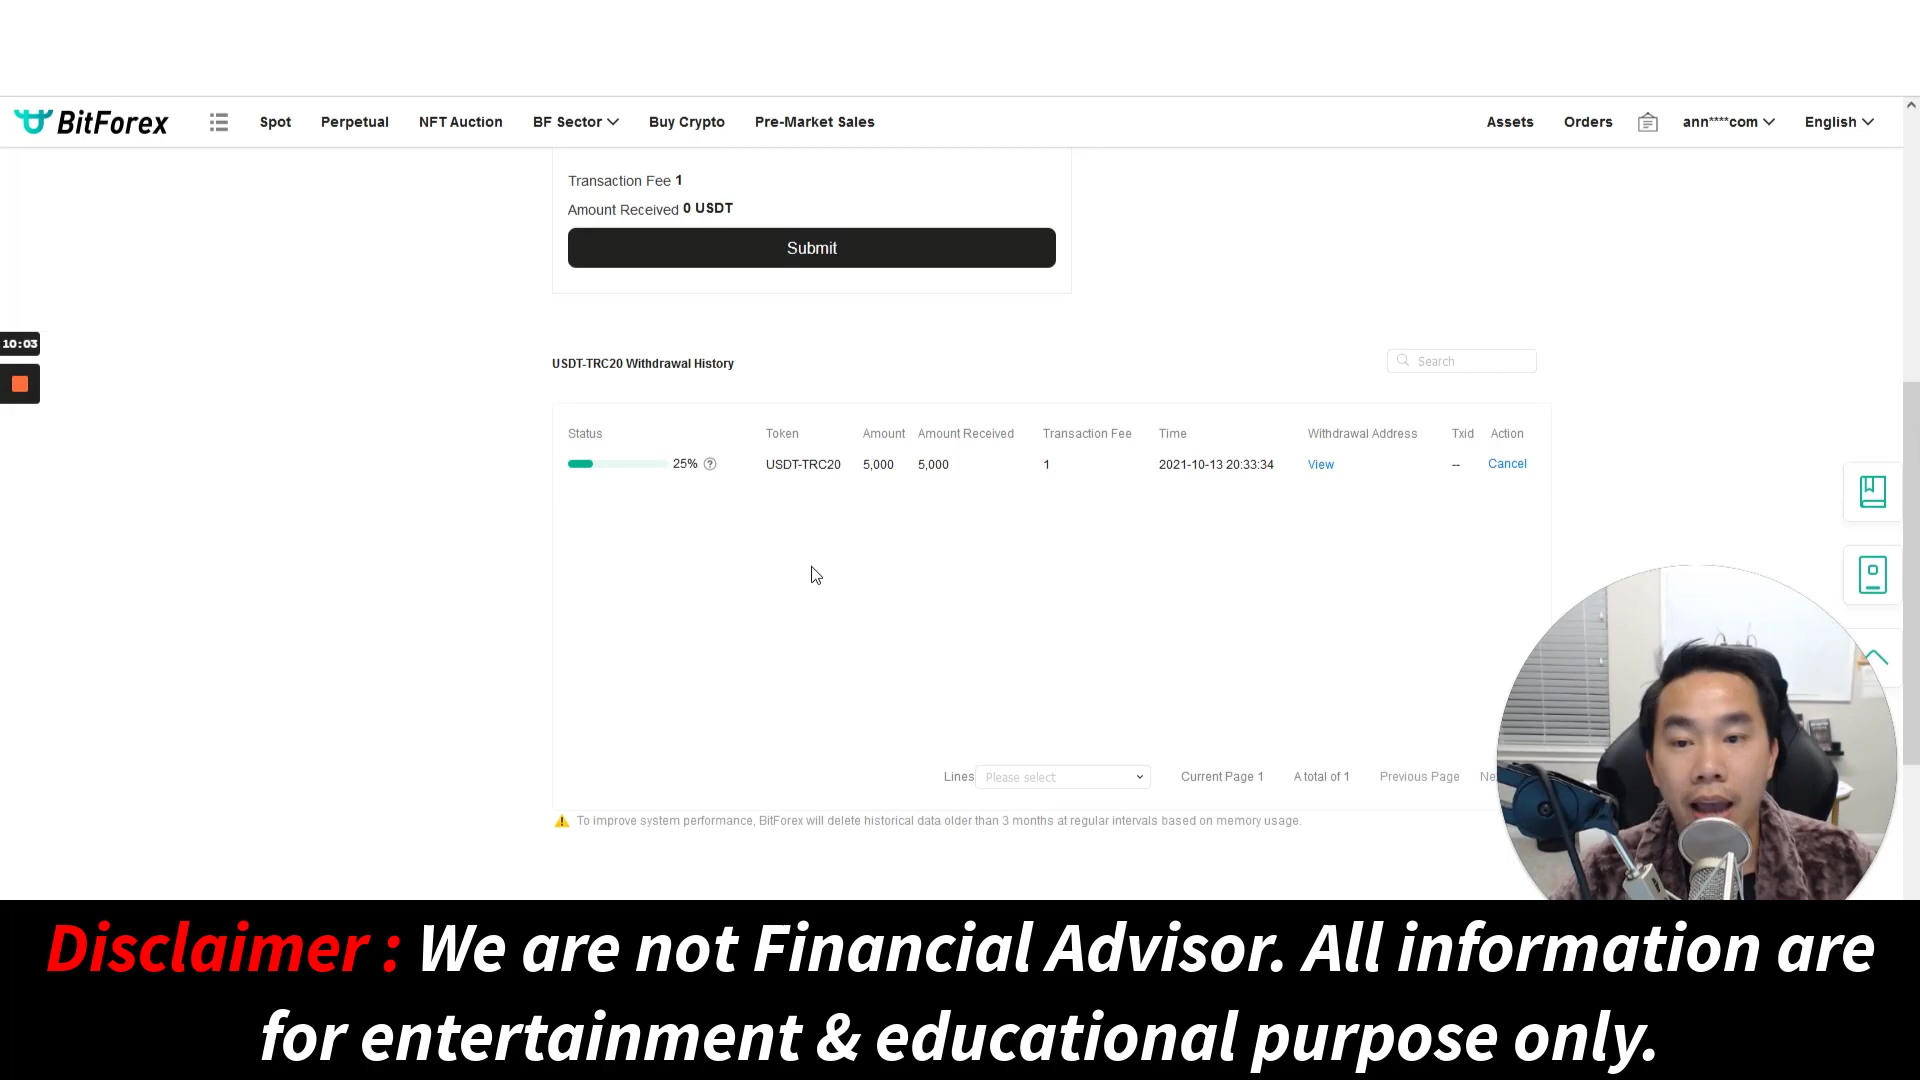 BitForex Spot Perpetual NFT Auction BF Sector Buy Crypto Pre-Market Sales Assets Orders ann****com English
Transaction Fee 1
Amount Received 0 USDT
Submit
10:03
USDT-TRC20 Withdrawal History Search
Status Token Amount Amount Received Transaction Fee Time Withdrawal Address Txid Action
25% ? USDT-TRC20 5,000 5,000 1 2021-10-13 20:33:34 View -- Cancel
Lines Please select Current Page 1 A total of 1 Previous Page Ne
To improve system performance, BitForex will delete historical data older than 3 months at regular intervals based on memory usage.
Disclaimer : We are not Financial Advisor. All information are
for entertainment & educational purpose only.